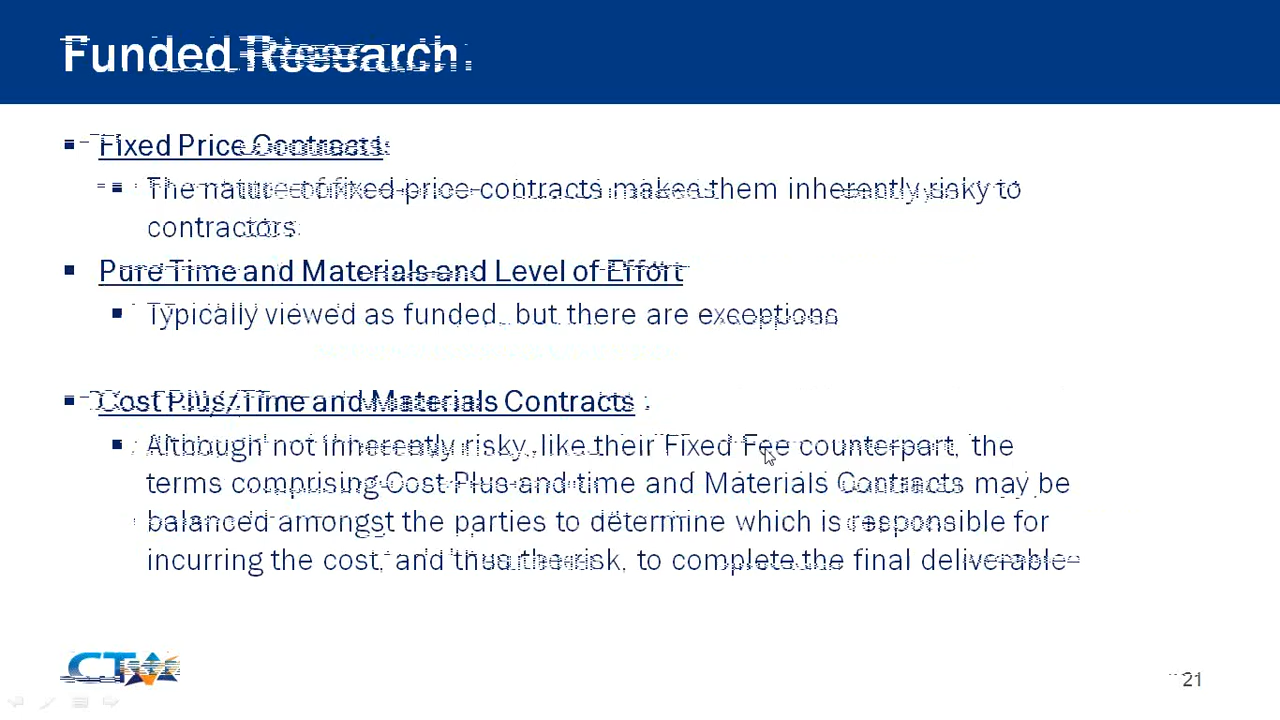 Funded Research
Fixed Price Contracts
The nature of fixed price contracts makes them inherently risky to
contractors
Pure Time and Materials and Level of Effort
Typically viewed as funded, but there are exceptions
Cost Plus/Time and Materials Contracts
Although not inherently risky, like their Fixed Fee counterpart, the
terms comprising Cost Plus and time and Materials Contracts may be
balanced amongst the parties to determine which is responsible for
incurring the cost, and thus the risk, to complete the final deliverable
21